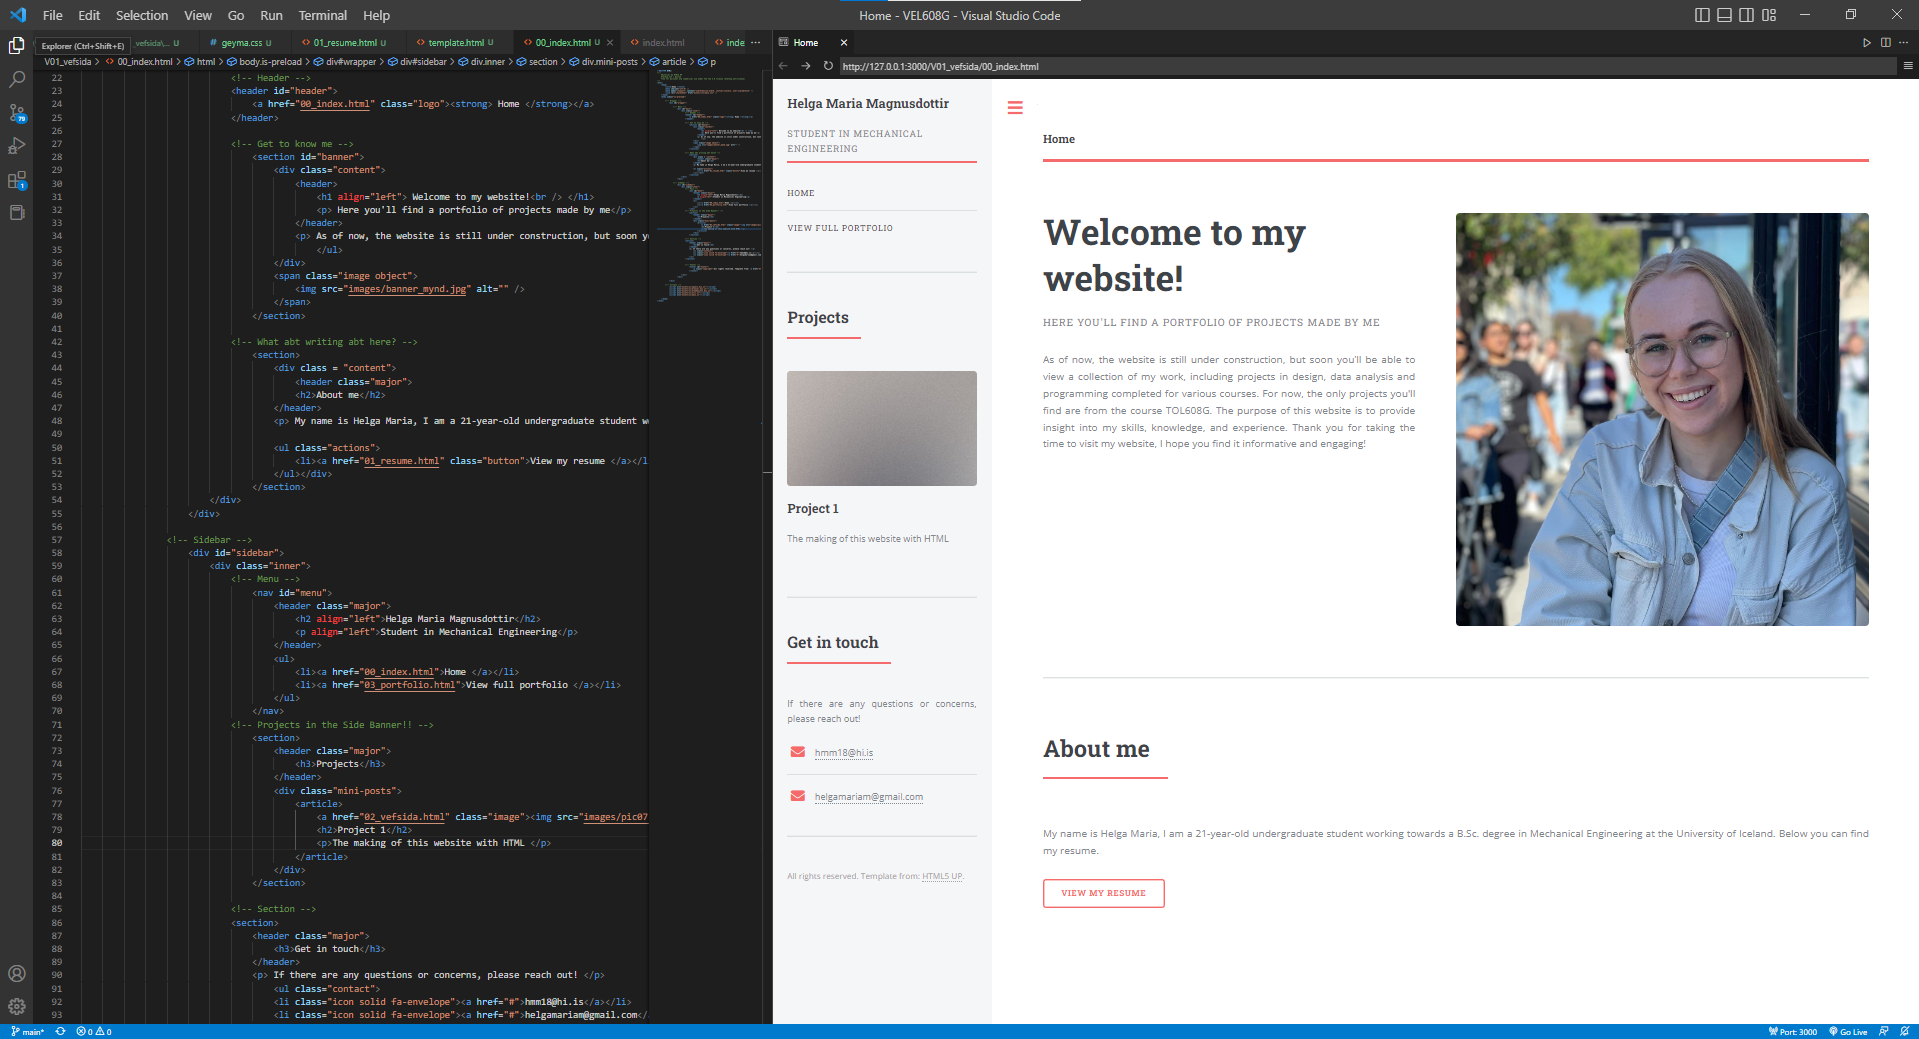 File Edit Selection View Go Run Terminal Help
Home - VEL608G - Visual Studio Code
Explorer (Ctrl+Shift+E) _vefsida\... U
# geyma.css U
<> 01_resume.html U
<> template.html U
<> 00_index.html U
<> index.html
<> inde
Home
V01_vefsida > <> 00_index.html > html > body.is-preload > div#wrapper > div#sidebar > div.inner > section > div.mini-posts > article > p
http://127.0.0.1:3000/V01_vefsida/00_index.html
22 <!-- Header -->
23 <header id="header">
24 <a href="00_index.html" class="logo"><strong> Home </strong></a>
25 </header>
26
27 <!-- Get to know me -->
28 <section id="banner">
29 <div class="content">
30 <header>
31 <h1 align="left"> Welcome to my website!<br /> </h1>
32 <p> Here you'll find a portfolio of projects made by me</p>
33 </header>
34 <p> As of now, the website is still under construction, but soon y
35 </ul>
36 </div>
37 <span class="image object">
38 <img src="images/banner_mynd.jpg" alt="" />
39 </span>
40 </section>
41
42 <!-- What abt writing abt here? -->
43 <section>
44 <div class = "content">
45 <header class="major">
46 <h2>About me</h2>
47 </header>
48 <p> My name is Helga Maria, I am a 21-year-old undergraduate student w
49
50 <ul class="actions">
51 <li><a href="01_resume.html" class="button">View my resume </a></l
52 </ul></div>
53 </section>
54 </div>
55 </div>
56
57 <!-- Sidebar -->
58 <div id="sidebar">
59 <div class="inner">
60 <!-- Menu -->
61 <nav id="menu">
62 <header class="major">
63 <h2 align="left">Helga Maria Magnusdottir</h2>
64 <p align="left">Student in Mechanical Engineering</p>
65 </header>
66 <ul>
67 <li><a href="00_index.html">Home </a></li>
68 <li><a href="03_portfolio.html">View full portfolio </a></li>
69 </ul>
70 </nav>
71 <!-- Projects in the Side Banner!! -->
72 <section>
73 <header class="major">
74 <h3>Projects</h3>
75 </header>
76 <div class="mini-posts">
77 <article>
78 <a href="02_vefsida.html" class="image"><img src="images/pic07
79 <h2>Project 1</h2>
80 <p>The making of this website with HTML </p>
81 </article>
82 </div>
83 </section>
84
85 <!-- Section -->
86 <section>
87 <header class="major">
88 <h3>Get in touch</h3>
89 </header>
90 <p> If there are any questions or concerns, please reach out! </p>
91 <ul class="contact">
92 <li class="icon solid fa-envelope"><a href="#">hmm18@hi.is</a></li>
93 <li class="icon solid fa-envelope"><a href="#">helgamariam@gmail.com</
Helga Maria Magnusdottir
STUDENT IN MECHANICAL
ENGINEERING
HOME
VIEW FULL PORTFOLIO
Projects
Project 1
The making of this website with HTML
Get in touch
If there are any questions or concerns,
please reach out!
hmm18@hi.is
helgamariam@gmail.com
All rights reserved. Template from: HTML5 UP.
Home
Welcome to my
website!
HERE YOU'LL FIND A PORTFOLIO OF PROJECTS MADE BY ME
As of now, the website is still under construction, but soon you'll be able to
view a collection of my work, including projects in design, data analysis and
programming completed for various courses. For now, the only projects you'll
find are from the course TOL608G. The purpose of this website is to provide
insight into my skills, knowledge, and experience. Thank you for taking the
time to visit my website, I hope you find it informative and engaging!
About me
My name is Helga Maria, I am a 21-year-old undergraduate student working towards a B.Sc. degree in Mechanical Engineering at the University of Iceland. Below you can find
my resume.
VIEW MY RESUME
79
1
main* 0 0
Port: 3000 Go Live